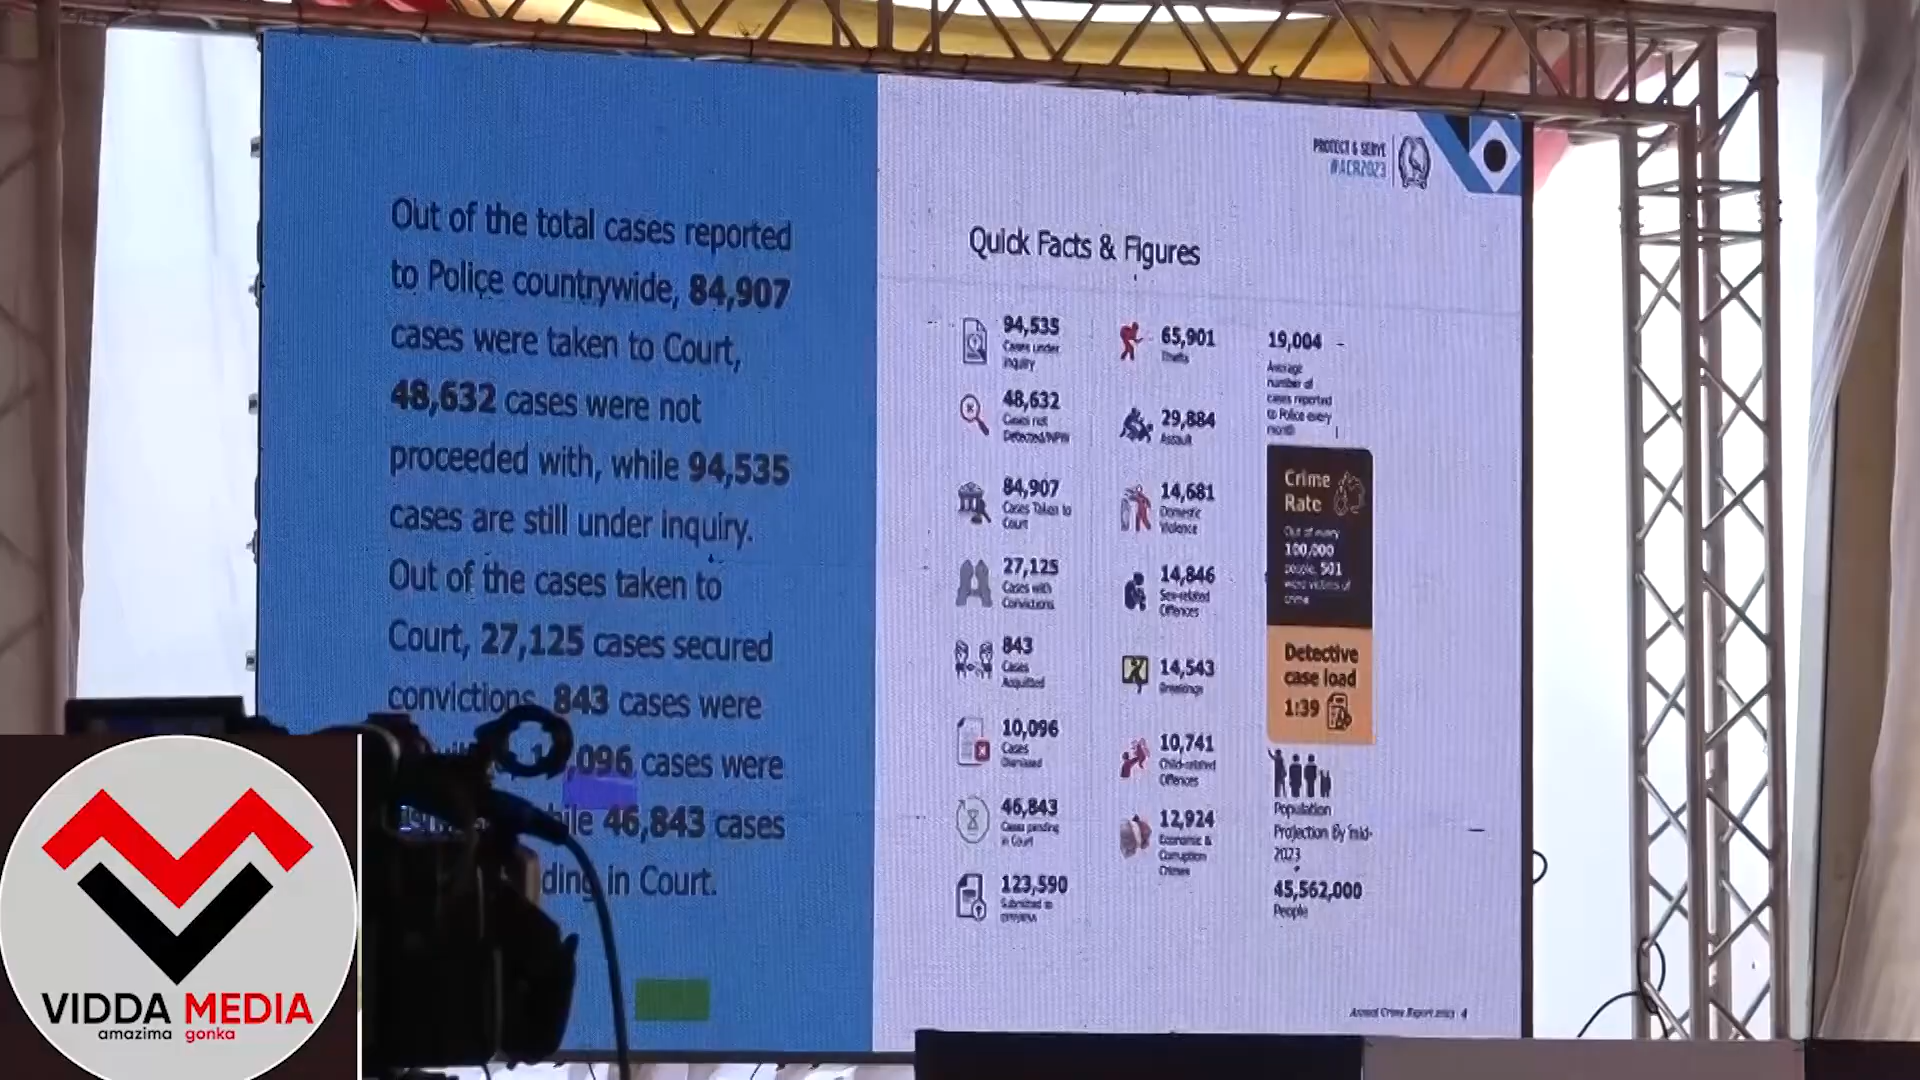 Out of the total cases reported
to Police countrywide, 84,907
cases were taken to Court,
48,632 cases were not
proceeded with, while 94,535
cases are still under inquiry.
Out of the cases taken to
Court, 27,125 cases secured
convictions, 843 cases were
,096 cases were
46,843 cases
in Court.
PROTECT & SERVE
#ACR2023
Quick Facts & Figures
94,535
Cases under
inquiry
48,632
Cases not
Detected/NPW
84,907
Cases Taken to
Court
27,125
Cases with
Convictions
843
Cases
Acquitted
10,096
Cases
Dismissed
46,843
Cases pending
in Court
123,590
Submitted to
65,901
Thefts
29,884
Assault
14,681
Domestic
Violence
14,846
Sex-related
Offences
14,543
Breakings
10,741
Child-related
Offences
12,924
Economic &
Corruption
Crimes
19,004
Average
number of
cases reported
to Police every
month
Crime
Rate
Out of every
100,000
people, 501
were victims of
crime
Detective
case load
1:39
Population
Projection By mid-
2023
45,562,000
People
Annual Crime Report 2023 4
VIDDA MEDIA
amazima gonka